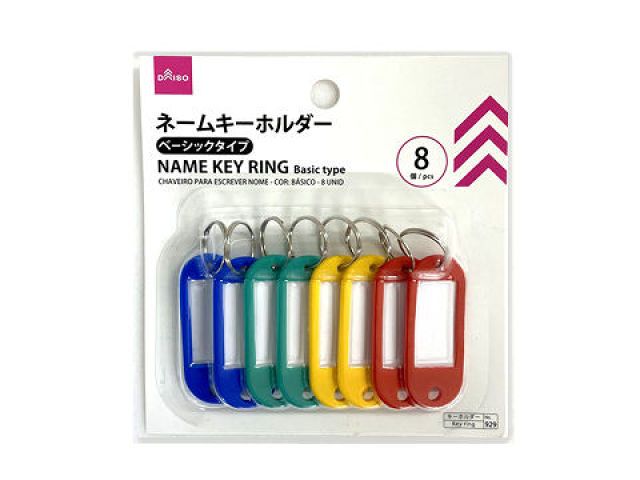 DAISO
ネームキーホルダー
ベーシックタイプ
NAME KEY RING Basic type
CHAVEIRO PARA ESCREVER NOME - COR: BÁSICO - 8 UNID
8
個 / pcs
キーホルダー No.
Key ring 929